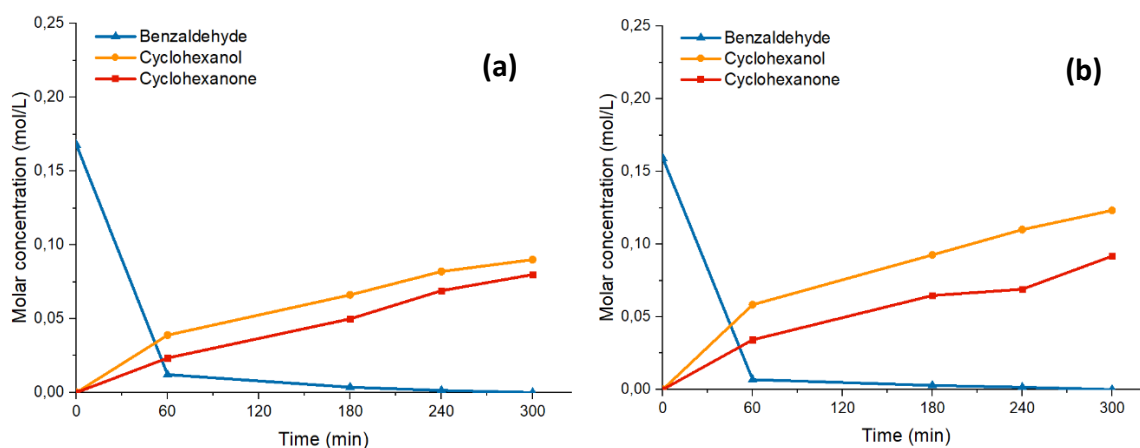 Benzaldehyde
Cyclohexanol
Cyclohexanone
(a)
0,25
0,20
0,15
0,10
0,05
0,00
Molar concentration (mol/L)
0 60 120 180 240 300
Time (min)
Benzaldehyde
Cyclohexanol
Cyclohexanone
(b)
0,25
0,20
0,15
0,10
0,05
0,00
Molar concentration (mol/L)
0 60 120 180 240 300
Time (min)